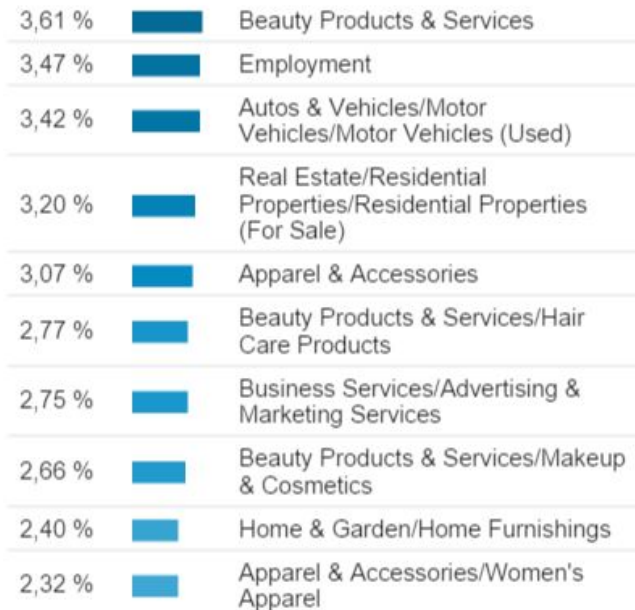 3,61 % Beauty Products & Services
3,47 % Employment
3,42 % Autos & Vehicles/Motor
Vehicles/Motor Vehicles (Used)
3,20 % Real Estate/Residential
Properties/Residential Properties
(For Sale)
3,07 % Apparel & Accessories
2,77 % Beauty Products & Services/Hair
Care Products
2,75 % Business Services/Advertising &
Marketing Services
2,66 % Beauty Products & Services/Makeup
& Cosmetics
2,40 % Home & Garden/Home Furnishings
2,32 % Apparel & Accessories/Women's
Apparel